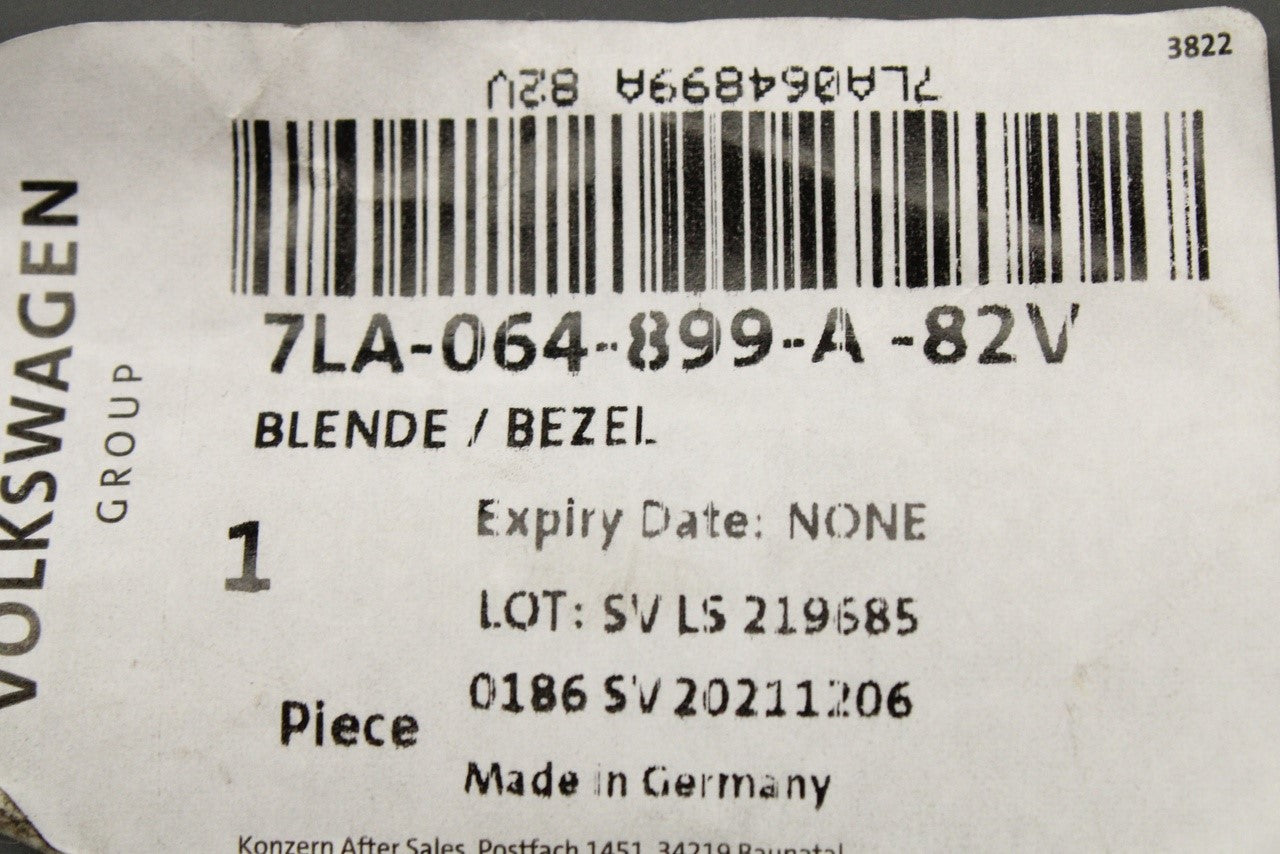 3822
7LA064899A 82V
7LA-064-899-A -82V
BLENDE / BEZEL
1
Expiry Date: NONE
LOT: SV LS 219685
0186 SV 20211206
Piece
Made in Germany
Konzern After Sales, Postfach 1451, 34219 Baunatal
VOLKSWAGEN
GROUP